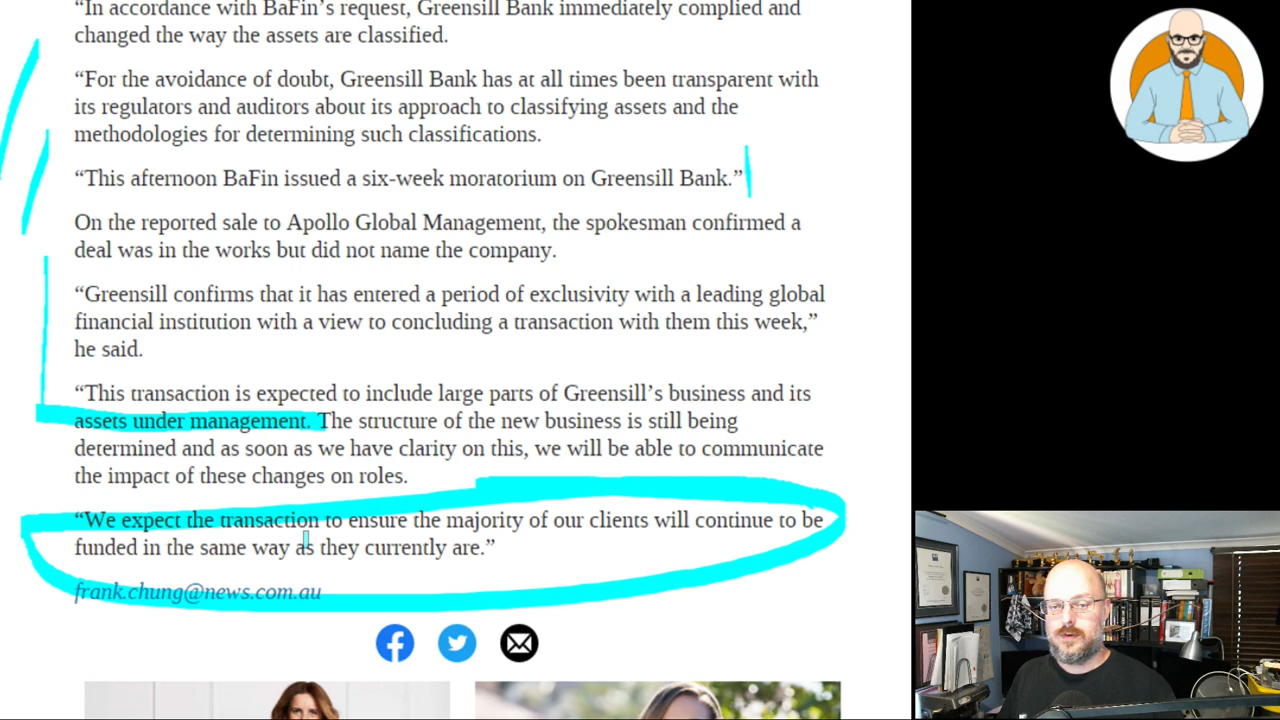 “In accordance with BaFin’s request, Greensill Bank immediately complied and
changed the way the assets are classified.
“For the avoidance of doubt, Greensill Bank has at all times been transparent with
its regulators and auditors about its approach to classifying assets and the
methodologies for determining such classifications.
“This afternoon BaFin issued a six-week moratorium on Greensill Bank.”
On the reported sale to Apollo Global Management, the spokesman confirmed a
deal was in the works but did not name the company.
“Greensill confirms that it has entered a period of exclusivity with a leading global
financial institution with a view to concluding a transaction with them this week,”
he said.
“This transaction is expected to include large parts of Greensill’s business and its
assets under management. The structure of the new business is still being
determined and as soon as we have clarity on this, we will be able to communicate
the impact of these changes on roles.
“We expect the transaction to ensure the majority of our clients will continue to be
funded in the same way as they currently are.”
frank.chung@news.com.au